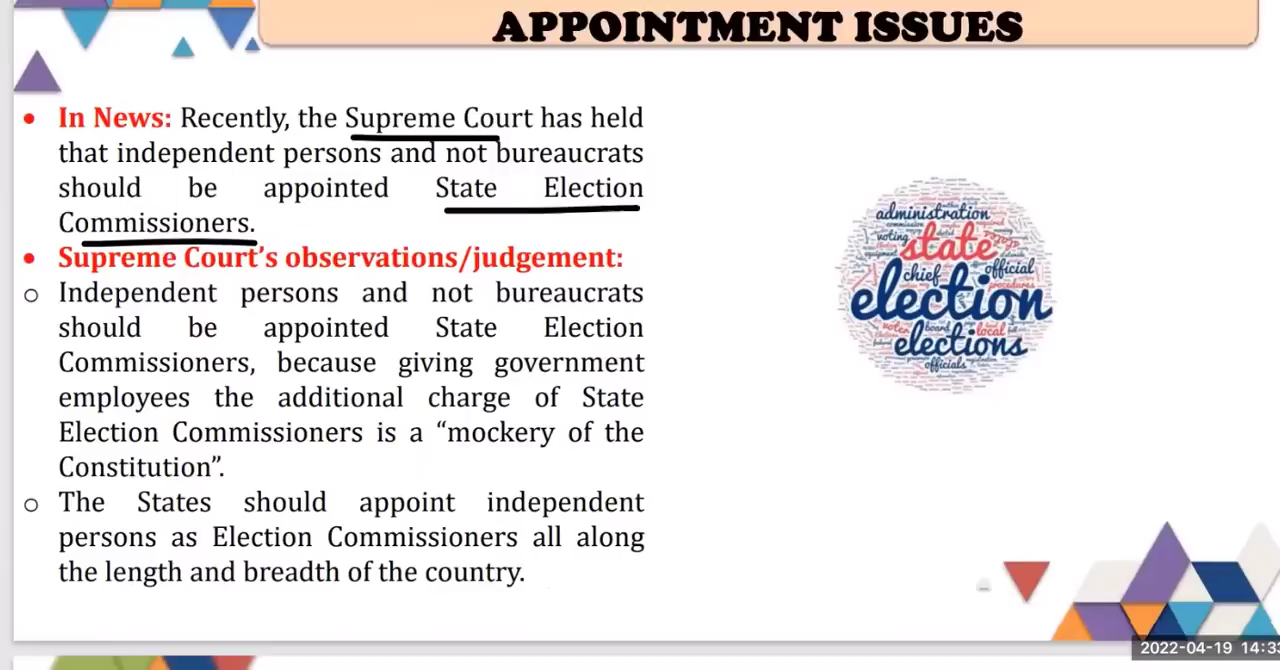 APPOINTMENT ISSUES
• In News: Recently, the Supreme Court has held
that independent persons and not bureaucrats
should be appointed State Election
Commissioners.
• Supreme Court’s observations/judgement:
o Independent persons and not bureaucrats
should be appointed State Election
Commissioners, because giving government
employees the additional charge of State
Election Commissioners is a “mockery of the
Constitution”.
o The States should appoint independent
persons as Election Commissioners all along
the length and breadth of the country.
administration
voting
state
chief
official
election
voter
board
local
elections
officials
2022-04-19 14:3